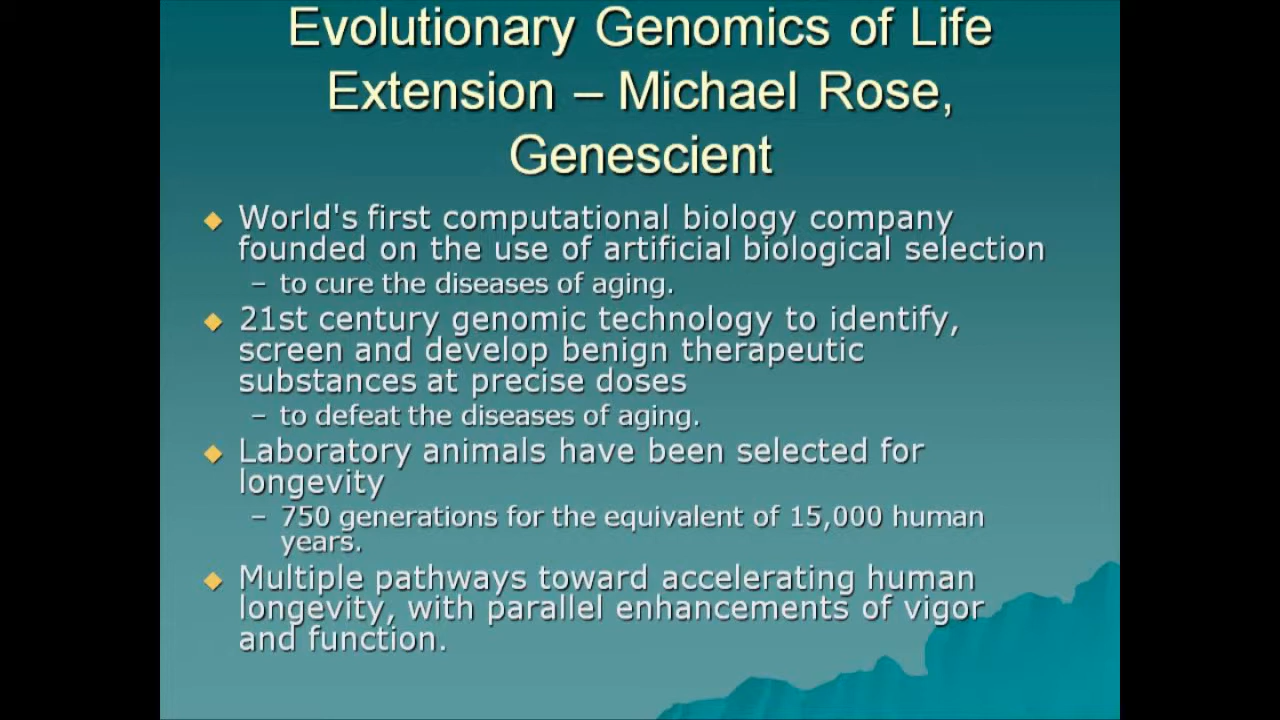 Evolutionary Genomics of Life
Extension – Michael Rose,
Genescient
World's first computational biology company
founded on the use of artificial biological selection
– to cure the diseases of aging.
21st century genomic technology to identify,
screen and develop benign therapeutic
substances at precise doses
– to defeat the diseases of aging.
Laboratory animals have been selected for
longevity
– 750 generations for the equivalent of 15,000 human
years.
Multiple pathways toward accelerating human
longevity, with parallel enhancements of vigor
and function.